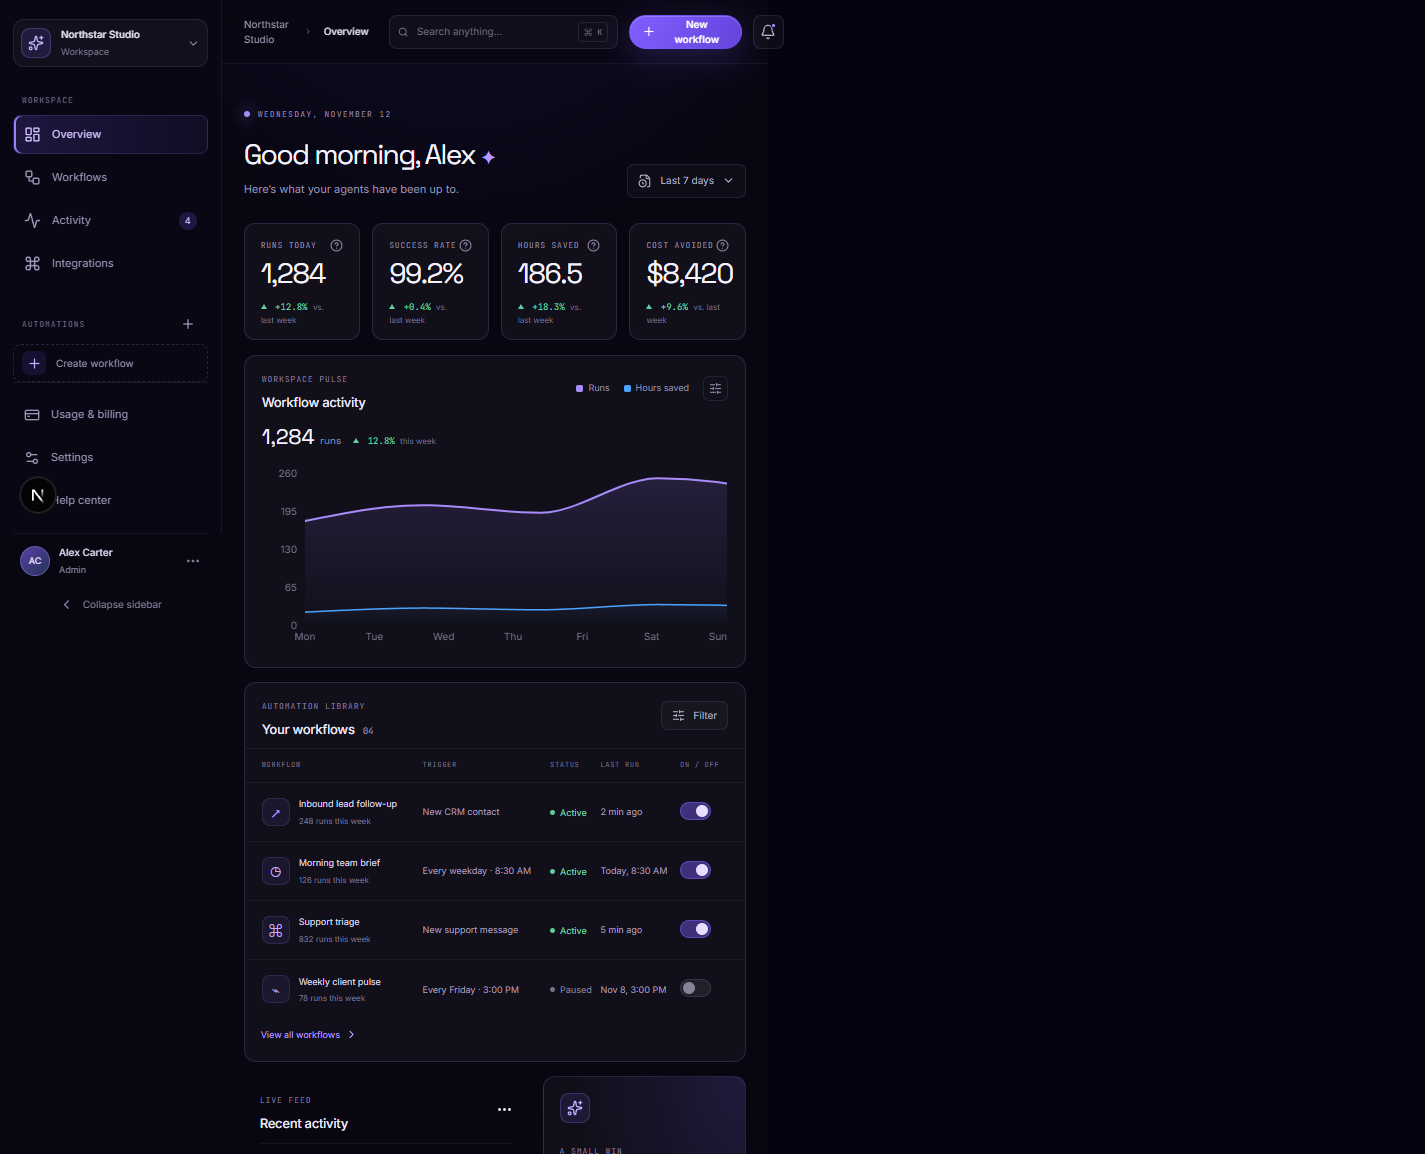 Northstar Studio
Workspace
WORKSPACE
Overview
Workflows
Activity 4
Integrations
AUTOMATIONS
Create workflow
Usage & billing
Settings
N
Help center
AC
Alex Carter
Admin
Collapse sidebar
Northstar
Studio
Overview
Search anything...
⌘ K
New
workflow
WEDNESDAY, NOVEMBER 12
Good morning, Alex
Here's what your agents have been up to.
Last 7 days
RUNS TODAY
1,284
+12.8% vs.
last week
SUCCESS RATE
99.2%
+0.4% vs.
last week
HOURS SAVED
186.5
+18.3% vs.
last week
COST AVOIDED
$8,420
+9.6% vs. last
week
WORKSPACE PULSE
Workflow activity
Runs
Hours saved
1,284 runs 12.8% this week
260
195
130
65
0
Mon Tue Wed Thu Fri Sat Sun
AUTOMATION LIBRARY
Your workflows 04
Filter
WORKFLOW TRIGGER STATUS LAST RUN ON / OFF
Inbound lead follow-up
248 runs this week
New CRM contact
Active
2 min ago
Morning team brief
126 runs this week
Every weekday · 8:30 AM
Active
Today, 8:30 AM
Support triage
832 runs this week
New support message
Active
5 min ago
Weekly client pulse
78 runs this week
Every Friday · 3:00 PM
Paused
Nov 8, 3:00 PM
View all workflows
LIVE FEED
Recent activity
A SMALL WIN